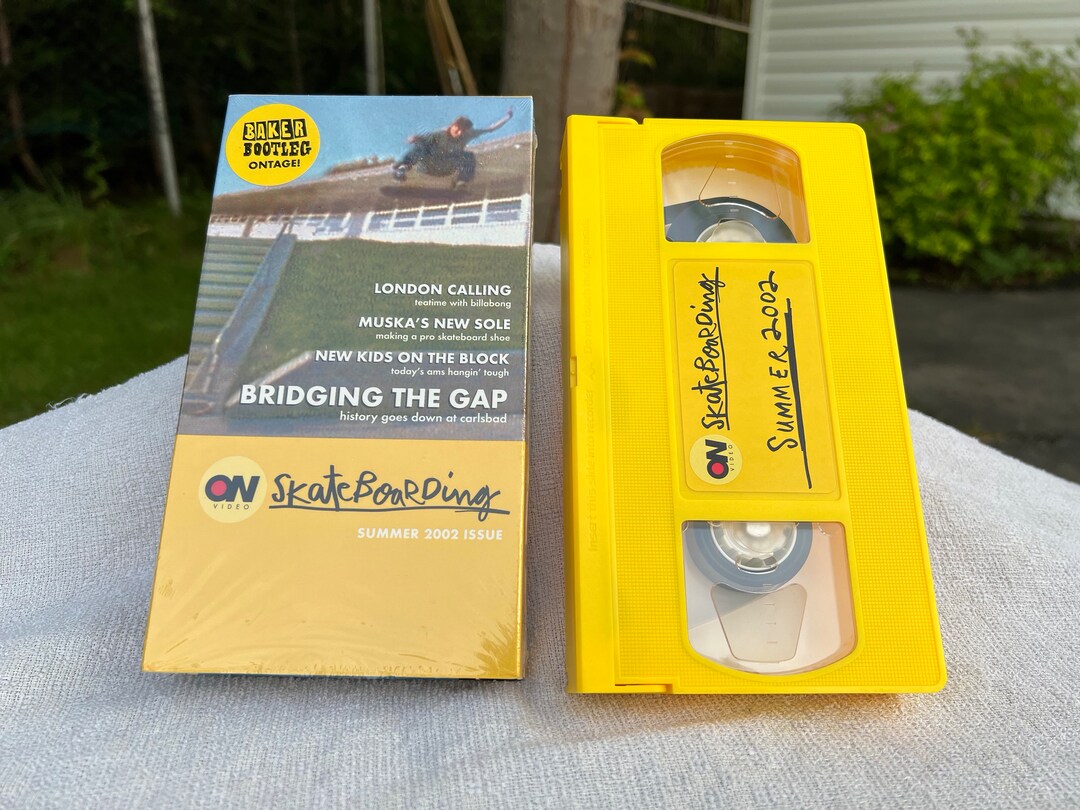 BAKER
BOOTLEG
ONTAGE!
LONDON CALLING
teatime with billabong
MUSKA'S NEW SOLE
making a pro skateboard shoe
NEW KIDS ON THE BLOCK
today's ams hangin' tough
BRIDGING THE GAP
history goes down at carlsbad
ON
VIDEO
SkateBoarDing
SUMMER 2002 ISSUE
ON
VIDEO
SkateBoarDing
SUMMER 2002